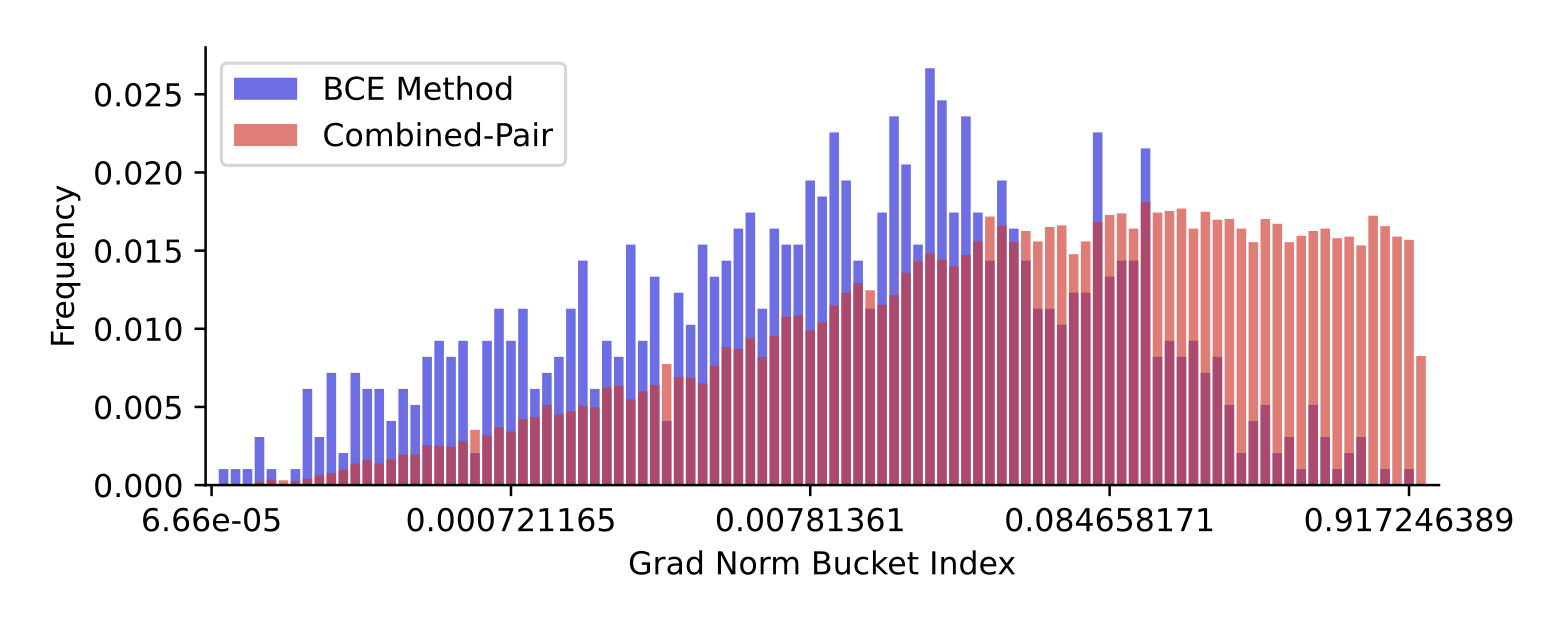 BCE Method
Combined-Pair
Frequency
0.025
0.020
0.015
0.010
0.005
0.000
6.66e-05 0.000721165 0.00781361 0.084658171 0.917246389
Grad Norm Bucket Index